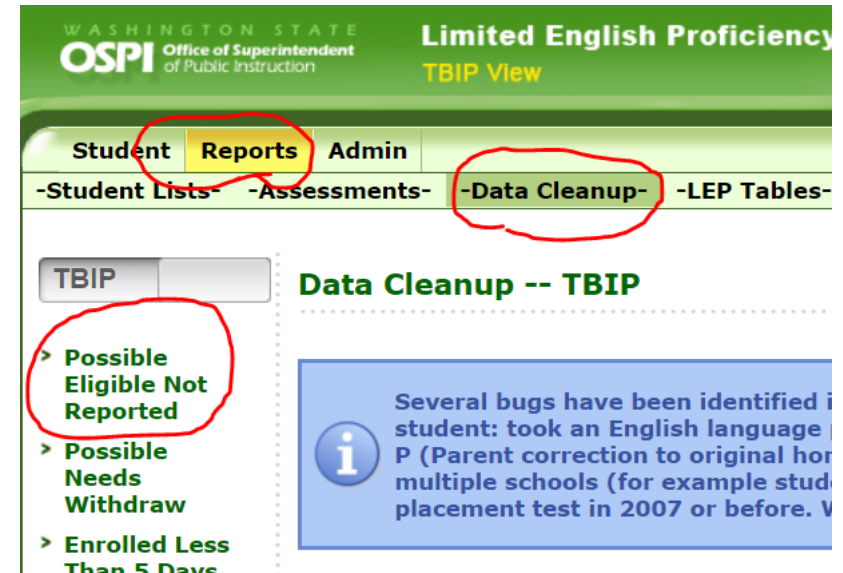 WASHINGTON STATE
OSPI Office of Superintendent
of Public Instruction
Limited English Proficiency
TBIP View
Student Reports Admin
-Student Lists- -Assessments- -Data Cleanup- -LEP Tables-
TBIP
Data Cleanup -- TBIP
> Possible
Eligible Not
Reported
> Possible
Needs
Withdraw
> Enrolled Less
Than 5 Days
Several bugs have been identified i
student: took an English language
P (Parent correction to original hor
multiple schools (for example stud
placement test in 2007 or before.